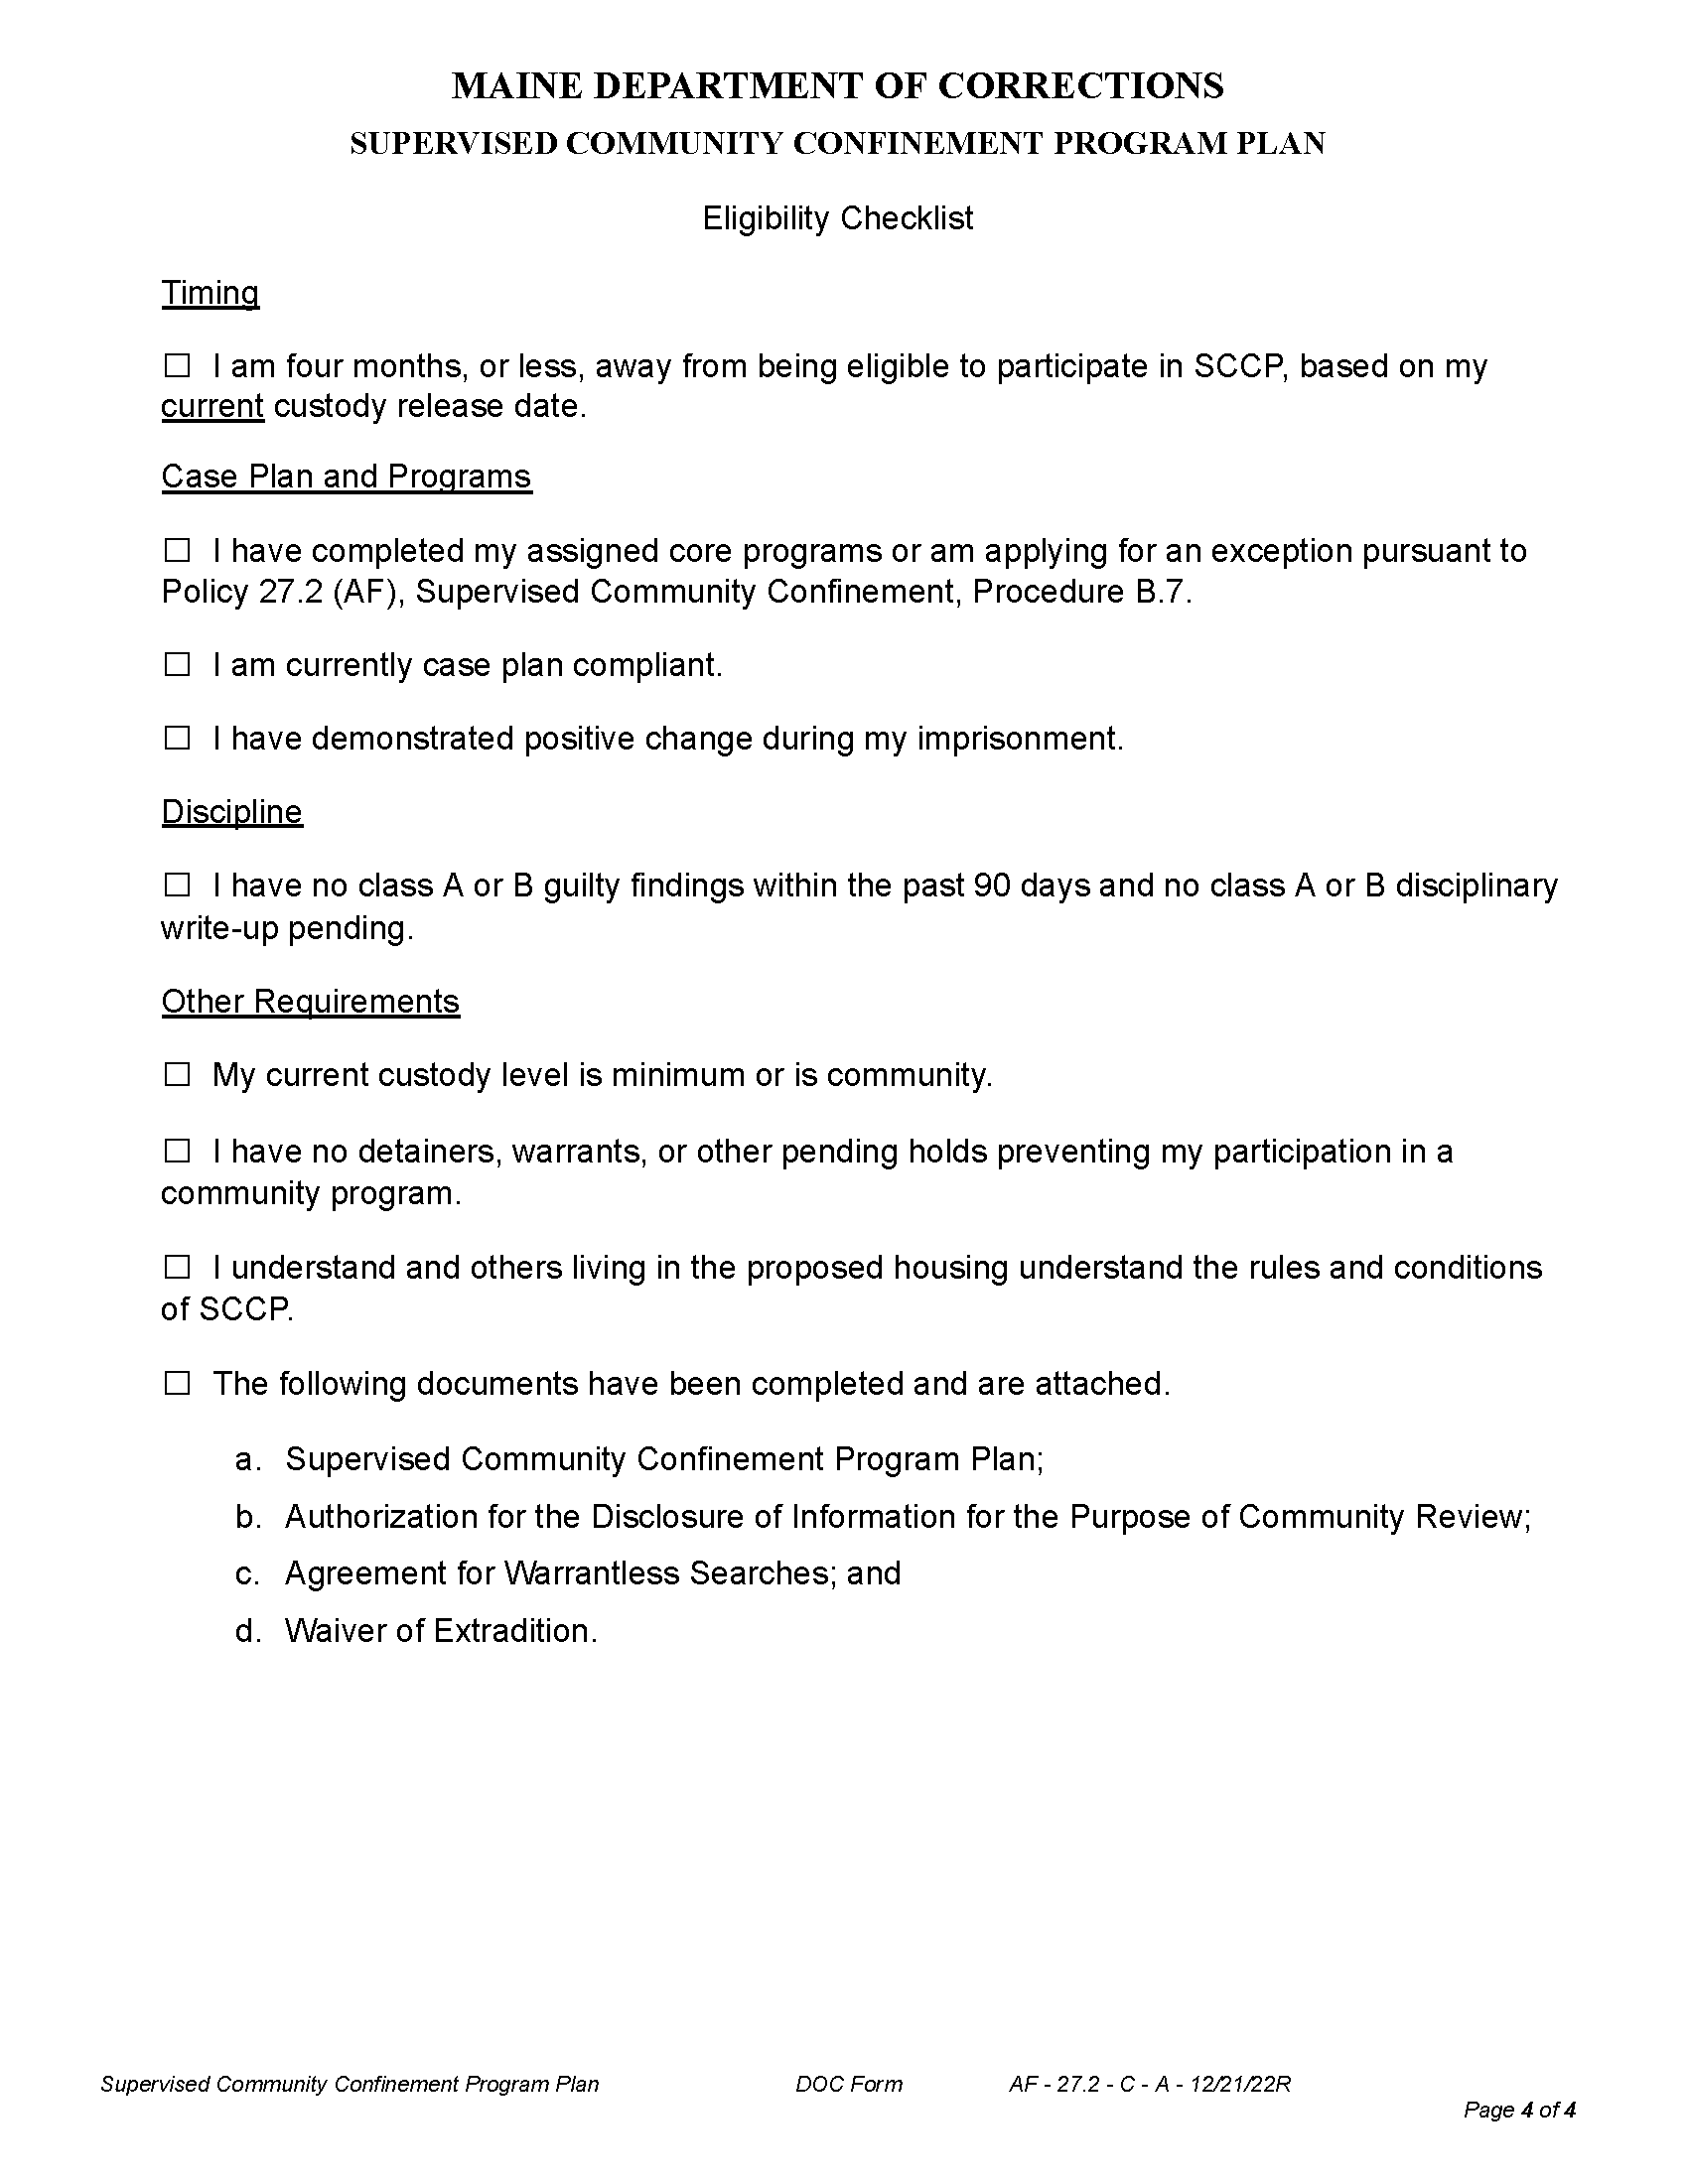 MAINE DEPARTMENT OF CORRECTIONS
SUPERVISED COMMUNITY CONFINEMENT PROGRAM PLAN
Eligibility Checklist
Timing
☐ I am four months, or less, away from being eligible to participate in SCCP, based on my
current custody release date.
Case Plan and Programs
☐ I have completed my assigned core programs or am applying for an exception pursuant to
Policy 27.2 (AF), Supervised Community Confinement, Procedure B.7.
☐ I am currently case plan compliant.
☐ I have demonstrated positive change during my imprisonment.
Discipline
☐ I have no class A or B guilty findings within the past 90 days and no class A or B disciplinary
write-up pending.
Other Requirements
☐ My current custody level is minimum or is community.
☐ I have no detainers, warrants, or other pending holds preventing my participation in a
community program.
☐ I understand and others living in the proposed housing understand the rules and conditions
of SCCP.
☐ The following documents have been completed and are attached.
a. Supervised Community Confinement Program Plan;
b. Authorization for the Disclosure of Information for the Purpose of Community Review;
c. Agreement for Warrantless Searches; and
d. Waiver of Extradition.
Supervised Community Confinement Program Plan DOC Form AF - 27.2 - C - A - 12/21/22R
Page 4 of 4